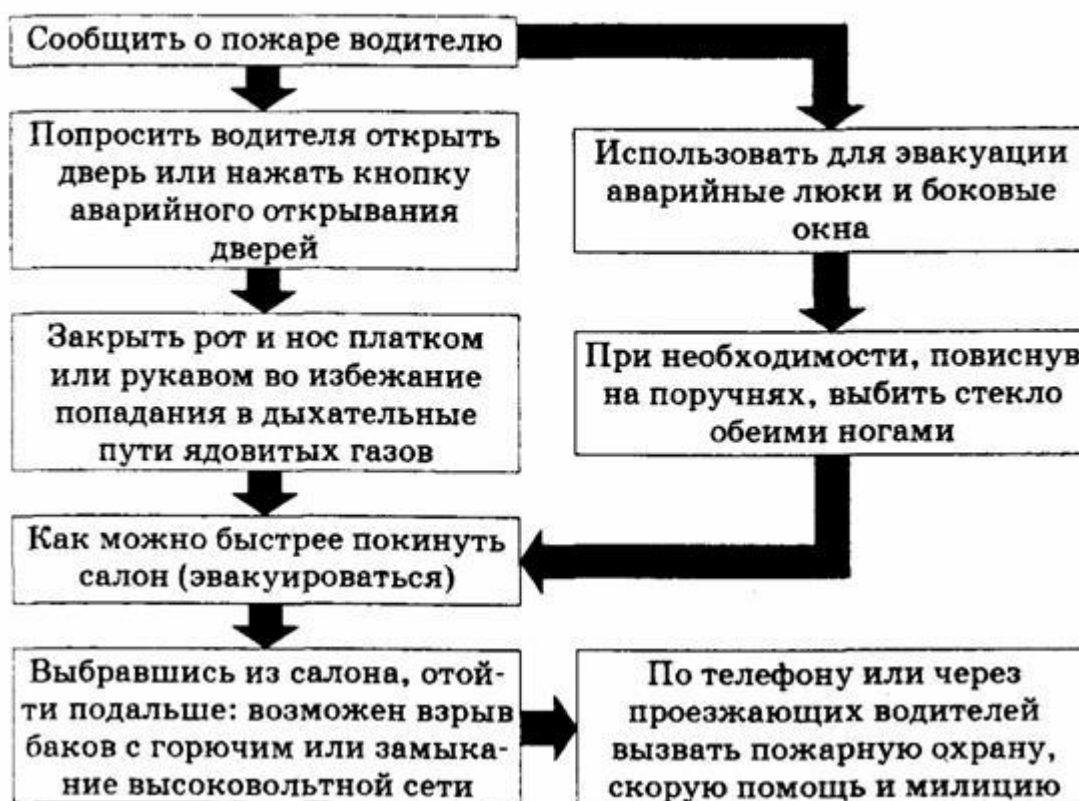 Сообщить о пожаре водителю
Попросить водителя открыть
дверь или нажать кнопку
аварийного открывания
дверей
Закрыть рот и нос платком
или рукавом во избежание
попадания в дыхательные
пути ядовитых газов
Использовать для эвакуации
аварийные люки и боковые
окна
При необходимости, повиснув
на поручнях, выбить стекло
обеими ногами
Как можно быстрее покинуть
салон (эвакуироваться)
Выбравшись из салона, отой-
ти подальше: возможен взрыв
баков с горючим или замыка-
ние высоковольтной сети
По телефону или через
проезжающих водителей
вызвать пожарную охрану,
скорую помощь и милицию